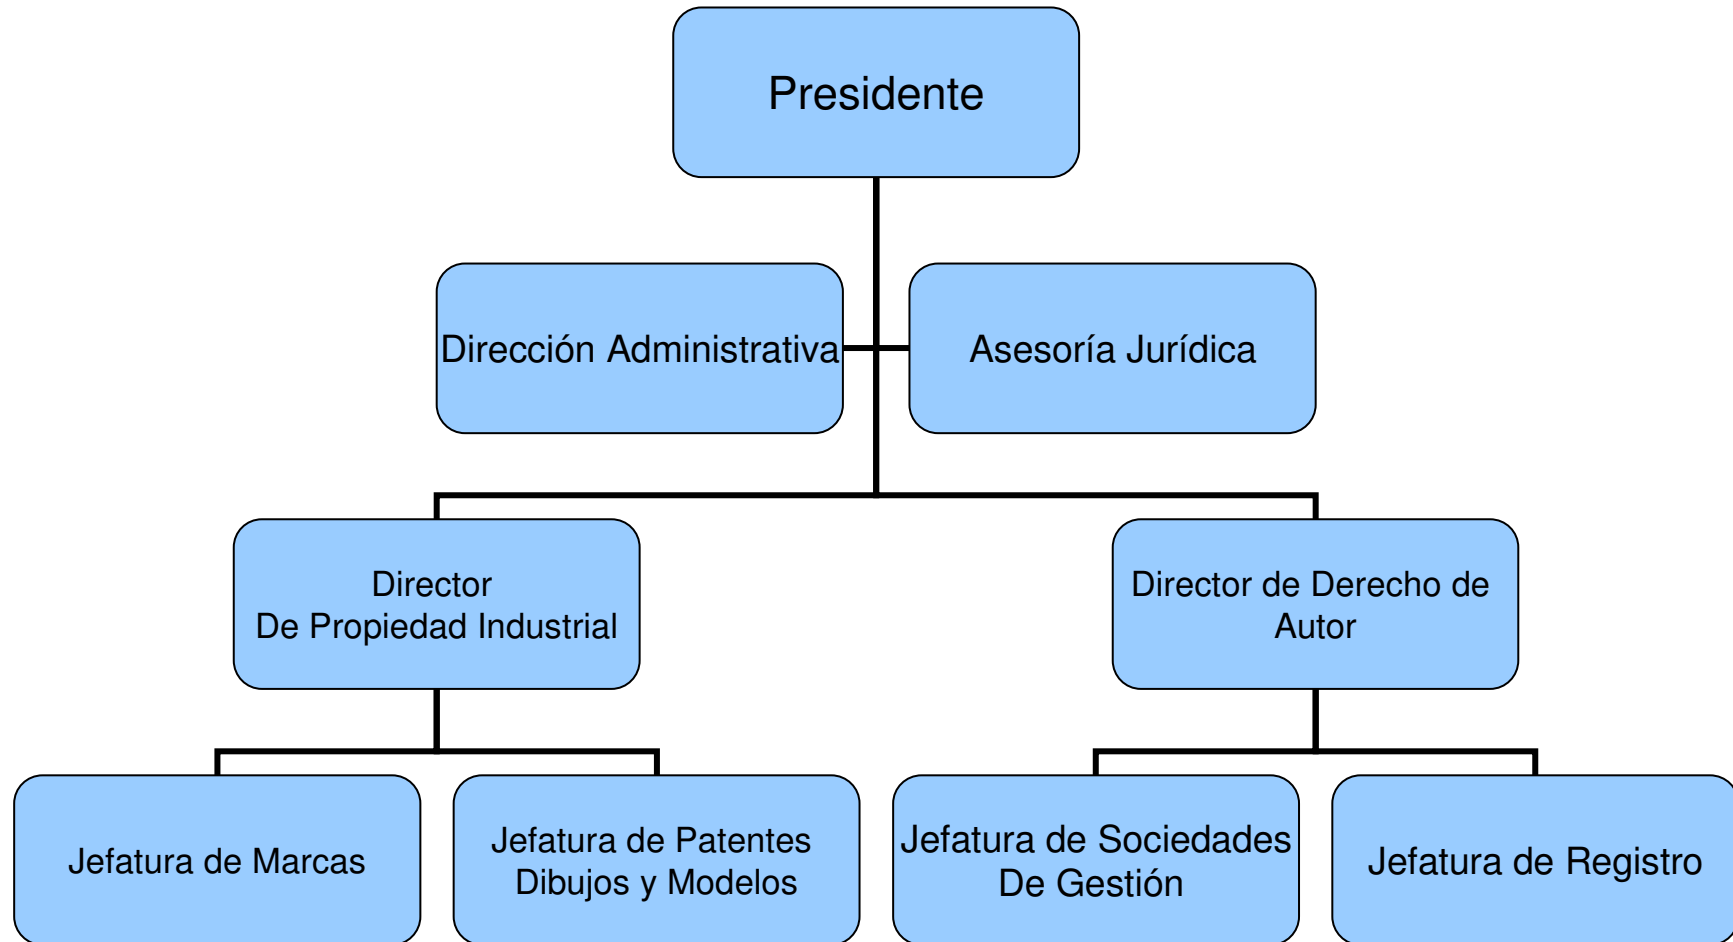 Presidente
Dirección Administrativa
Asesoría Jurídica
Director
De Propiedad Industrial
Director de Derecho de
Autor
Jefatura de Marcas
Jefatura de Patentes
Dibujos y Modelos
Jefatura de Sociedades
De Gestión
Jefatura de Registro